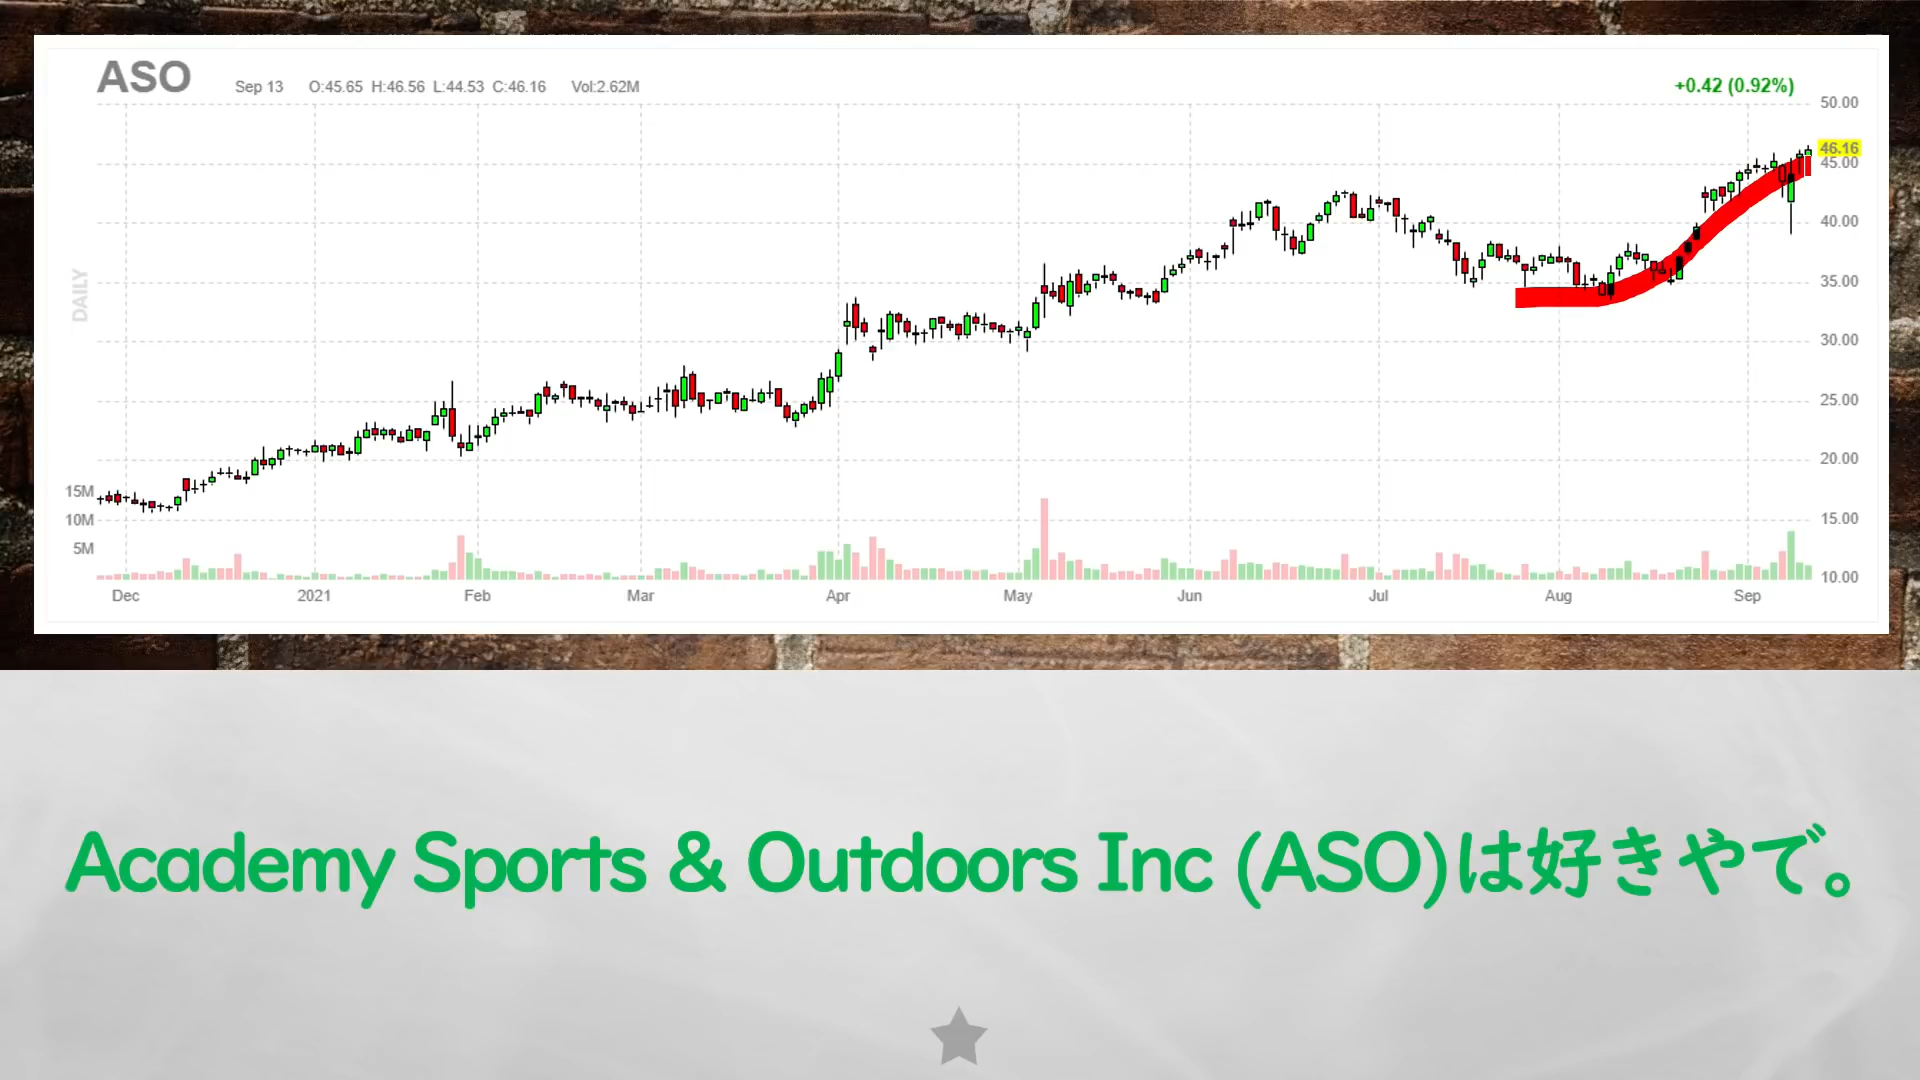 ASO Sep 13 O:45.65 H:46.56 L:44.53 C:46.16 Vol:2.62M +0.42 (0.92%)
50.00
46.16
45.00
40.00
35.00
DAILY
30.00
25.00
20.00
15M
10M
15.00
5M
10.00
Dec 2021 Feb Mar Apr May Jun Jul Aug Sep
Academy Sports & Outdoors Inc (ASO)は好きやで。